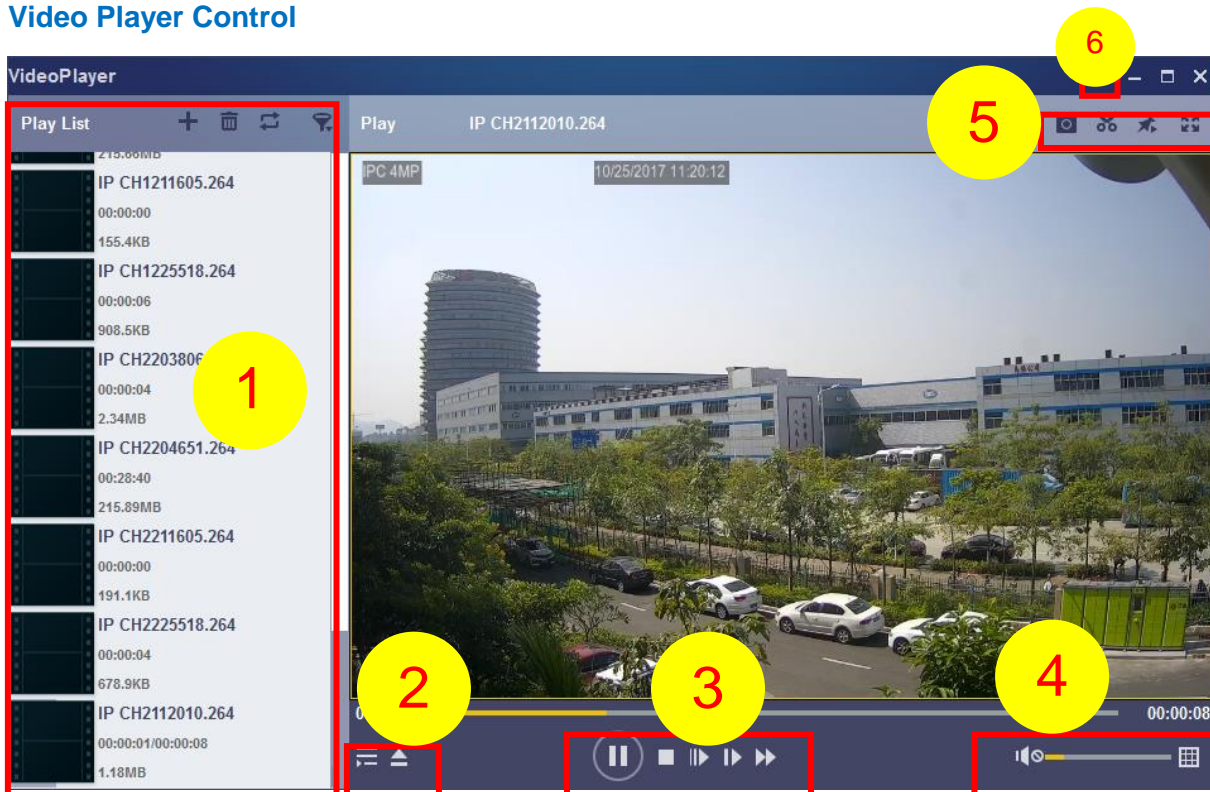 Video Player Control
6
VideoPlayer
5
Play List
Play IP CH2112010.264
215.66MB
IPC 4MP 10/25/2017 11:20:12
IP CH1211605.264
00:00:00
155.4KB
IP CH1225518.264
00:00:06
908.5KB
IP CH2203806
00:00:04
2.34MB
1
IP CH2204651.264
00:28:40
215.89MB
IP CH2211605.264
00:00:00
191.1KB
IP CH2225518.264
00:00:04
678.9KB
2
3
4
IP CH2112010.264
00:00:01/00:00:08
1.18MB
00:00:08